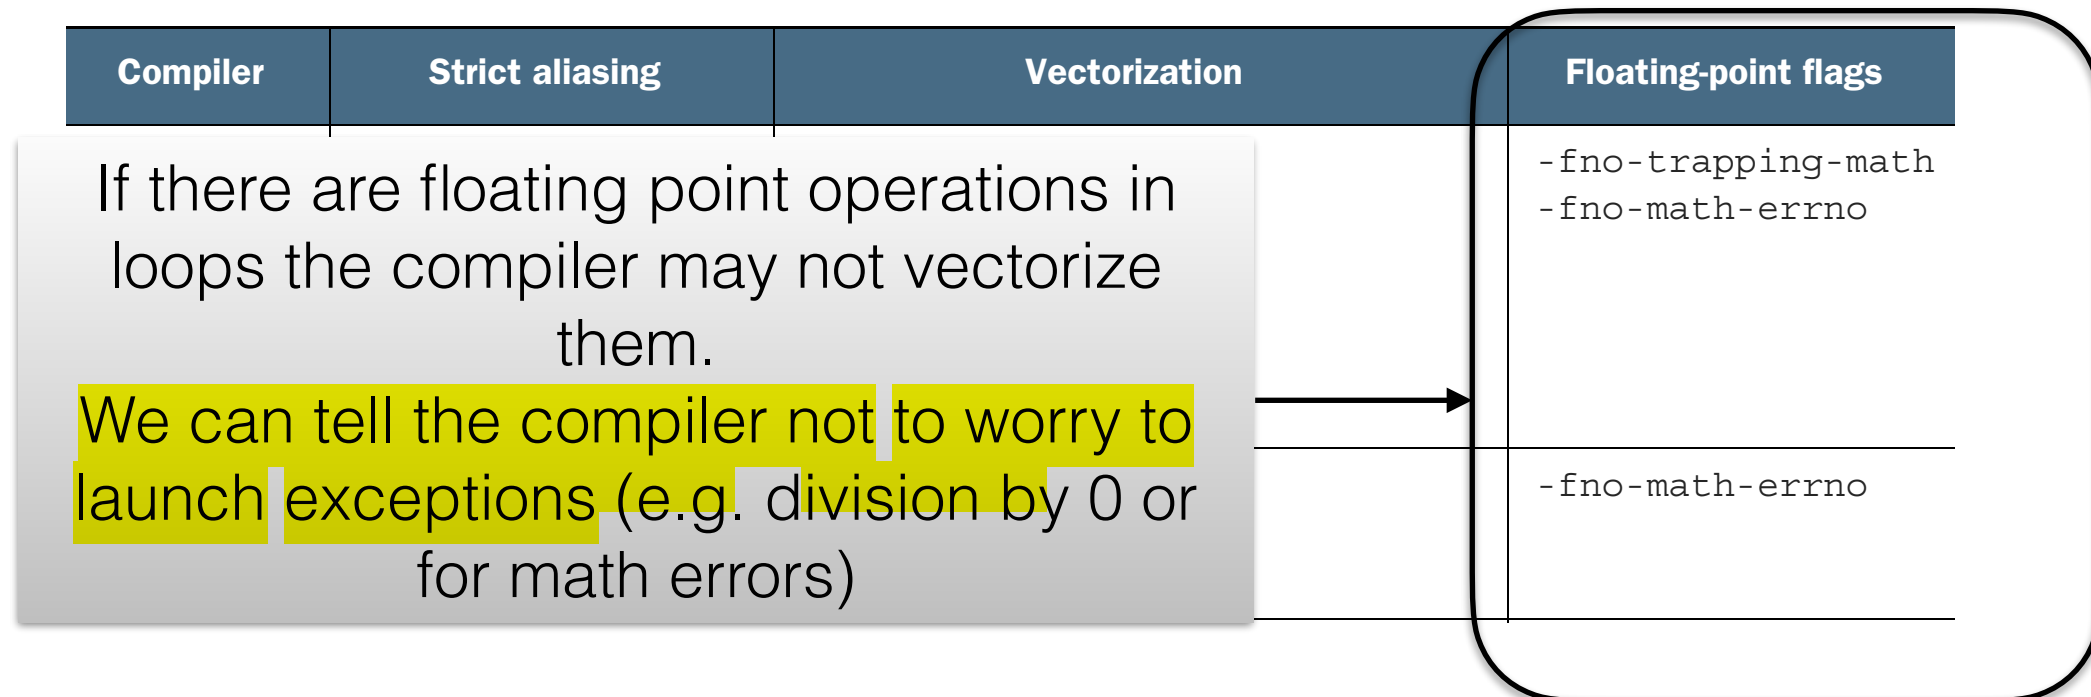 Compiler Strict aliasing Vectorization Floating-point flags
If there are floating point operations in
loops the compiler may not vectorize
them.
We can tell the compiler not to worry to
launch exceptions (e.g. division by 0 or
for math errors)
-fno-trapping-math
-fno-math-errno
-fno-math-errno